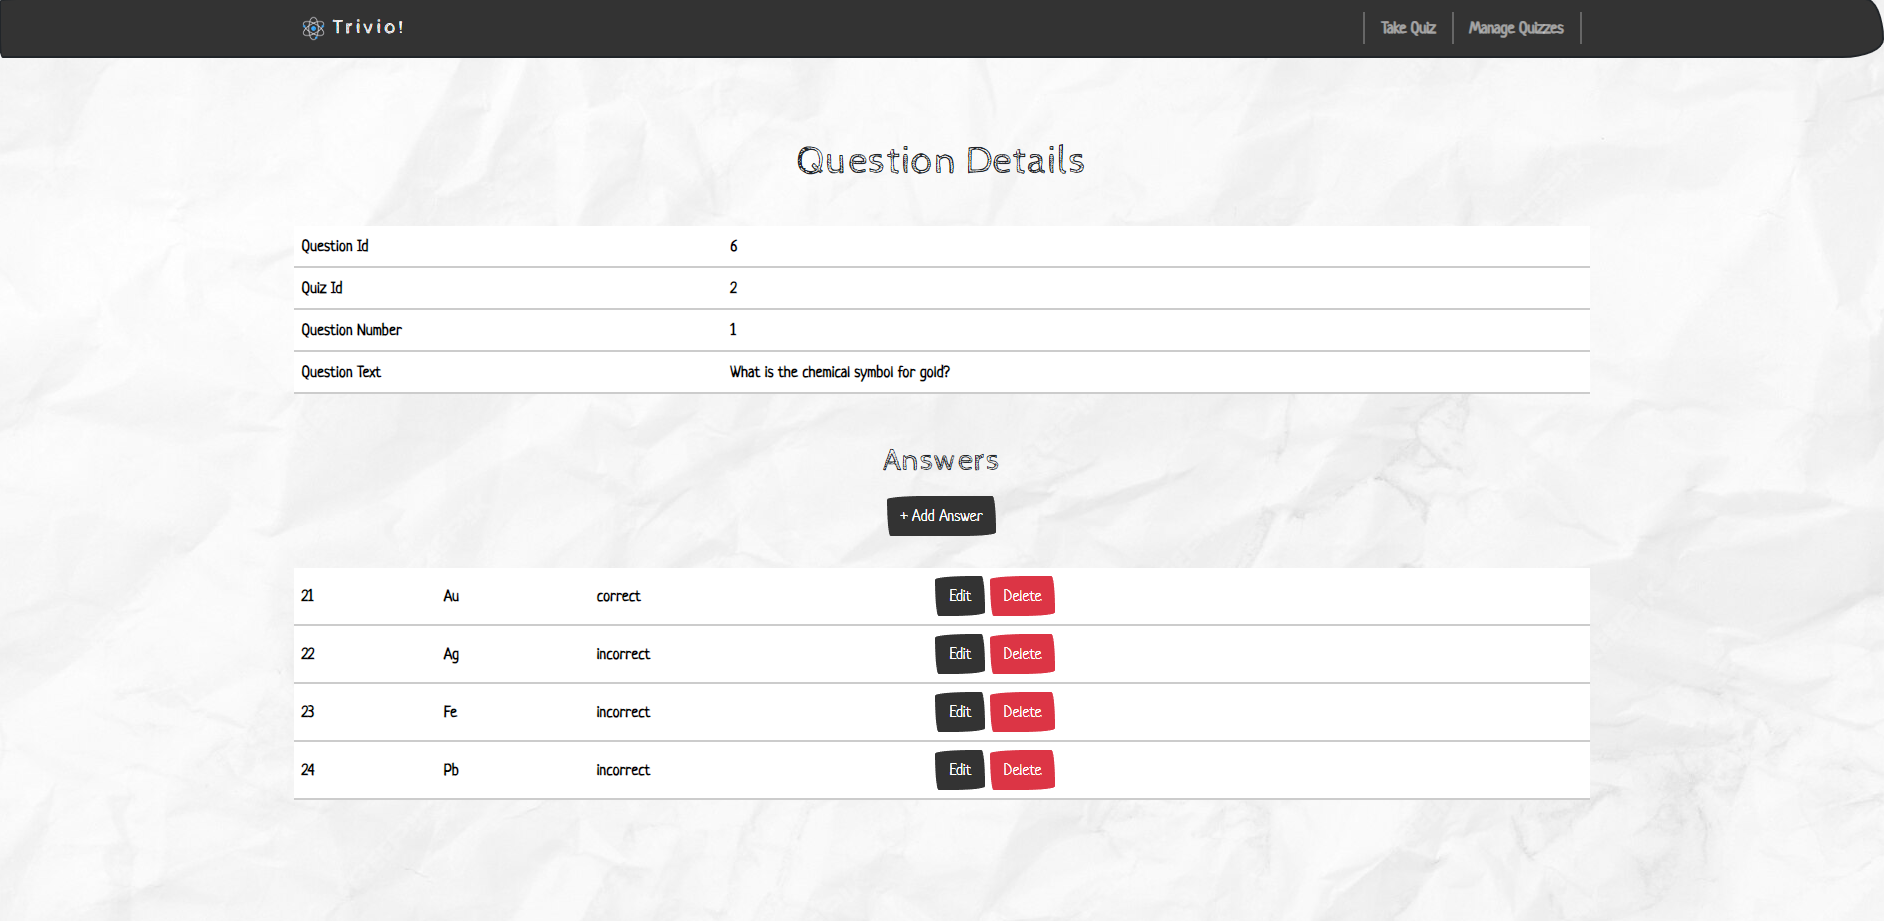 Trivio!
Take Quiz
Manage Quizzes
Question Details
Question Id 6
Quiz Id 2
Question Number 1
Question Text What is the chemical symbol for gold?
Answers
+ Add Answer
21 Au correct Edit Delete
22 Ag incorrect Edit Delete
23 Fe incorrect Edit Delete
24 Pb incorrect Edit Delete